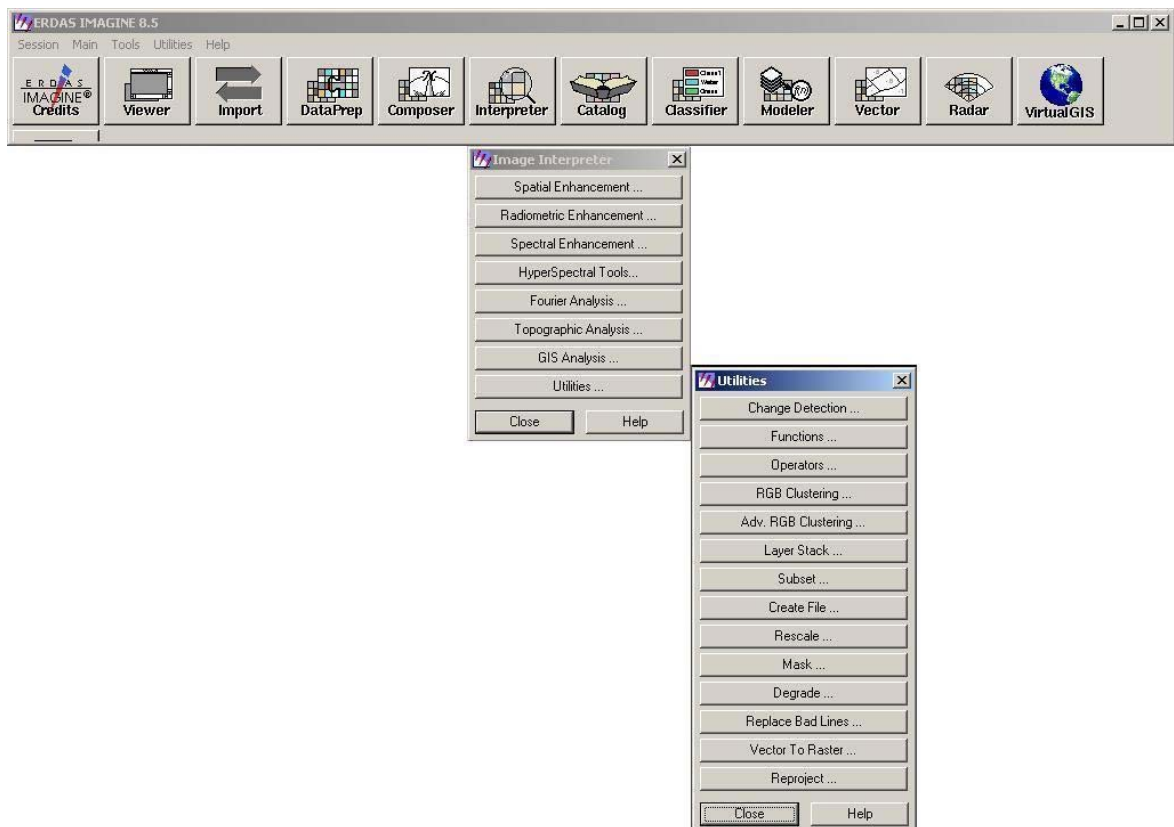 ERDAS IMAGINE 8.5
Session Main Tools Utilities Help
ERDAS
IMAGINE®
Credits
Viewer
Import
DataPrep
Composer
Interpreter
Catalog
Class1
Water
Grass
Classifier
f(n)
Modeler
Vector
Radar
VirtualGIS
Image Interpreter
Spatial Enhancement ...
Radiometric Enhancement ...
Spectral Enhancement ...
HyperSpectral Tools...
Fourier Analysis ...
Topographic Analysis ...
GIS Analysis ...
Utilities ...
Close Help
Utilities
Change Detection ...
Functions ...
Operators ...
RGB Clustering ...
Adv. RGB Clustering ...
Layer Stack ...
Subset ...
Create File ...
Rescale ...
Mask ...
Degrade ...
Replace Bad Lines ...
Vector To Raster ...
Reproject ...
Close Help